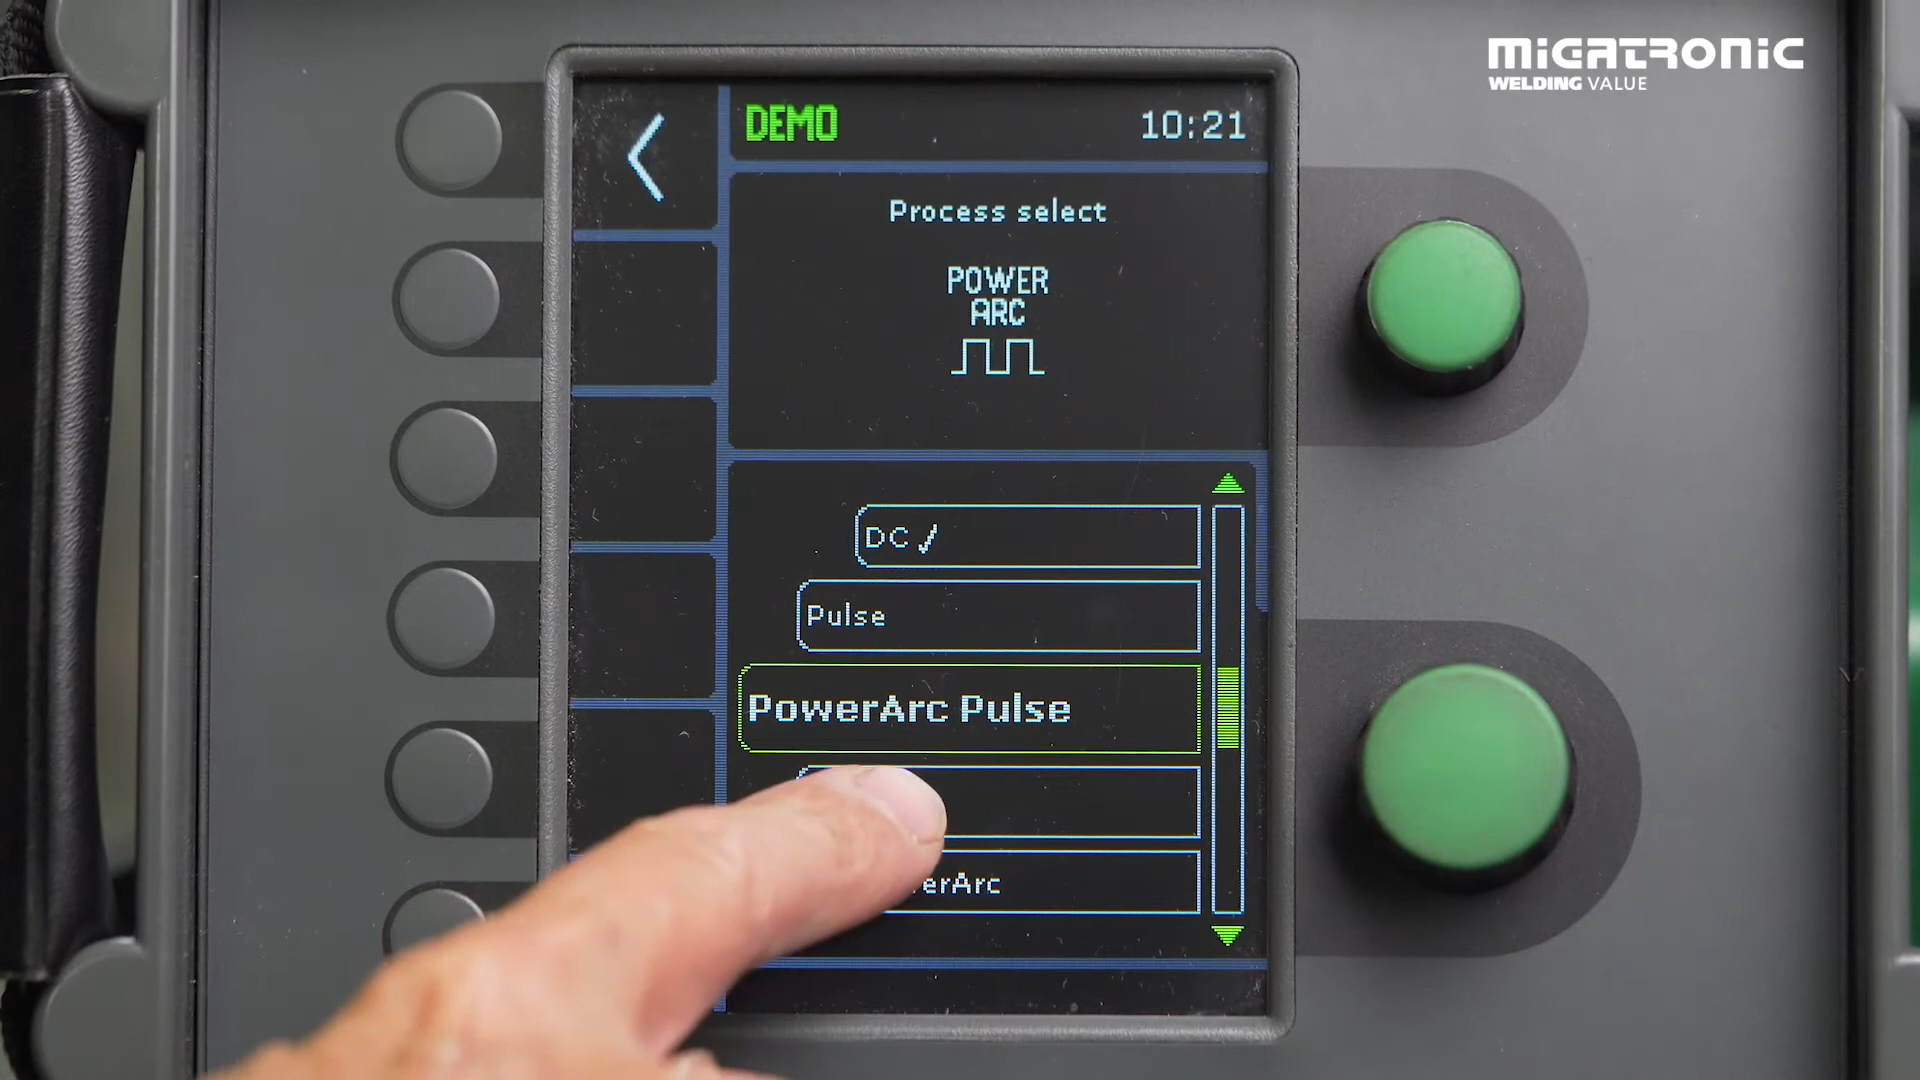 MIGATRONIC
WELDING VALUE
DEMO
10:21
Process select
POWER
ARC
DC ✓
Pulse
PowerArc Pulse
erArc